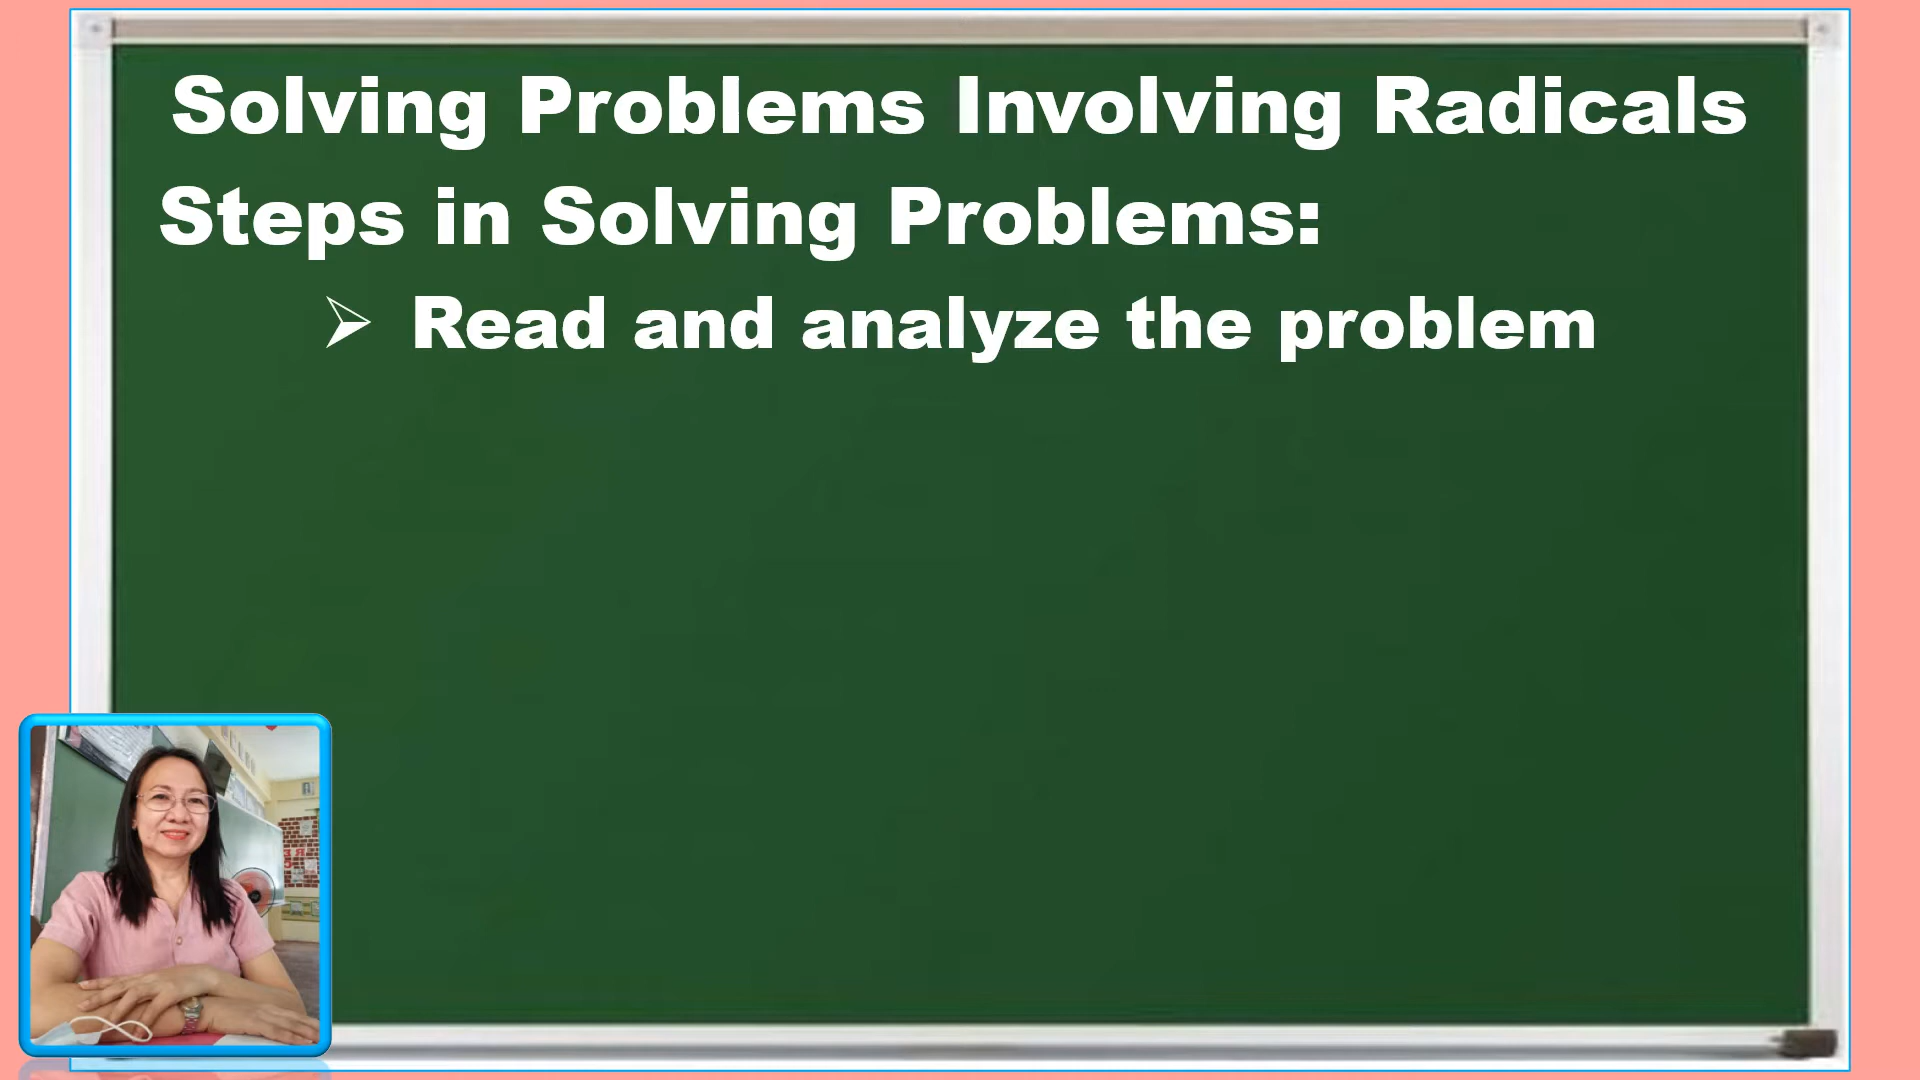 Solving Problems Involving Radicals
Steps in Solving Problems:
➢ Read and analyze the problem